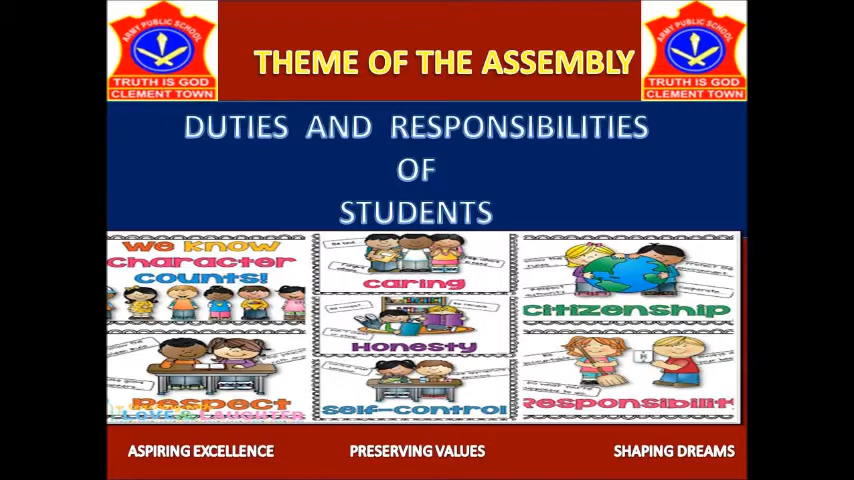 ARMY PUBLIC SCHOOL
TRUTH IS GOD
CLEMENT TOWN
THEME OF THE ASSEMBLY
ARMY PUBLIC SCHOOL
TRUTH IS GOD
CLEMENT TOWN
DUTIES AND RESPONSIBILITIES
OF
STUDENTS
we know
character
counts!
caring
citizenship
Honesty
Respect
LOVE & LAUGHTER
self-control
Responsibilit
ASPIRING EXCELLENCE
PRESERVING VALUES
SHAPING DREAMS